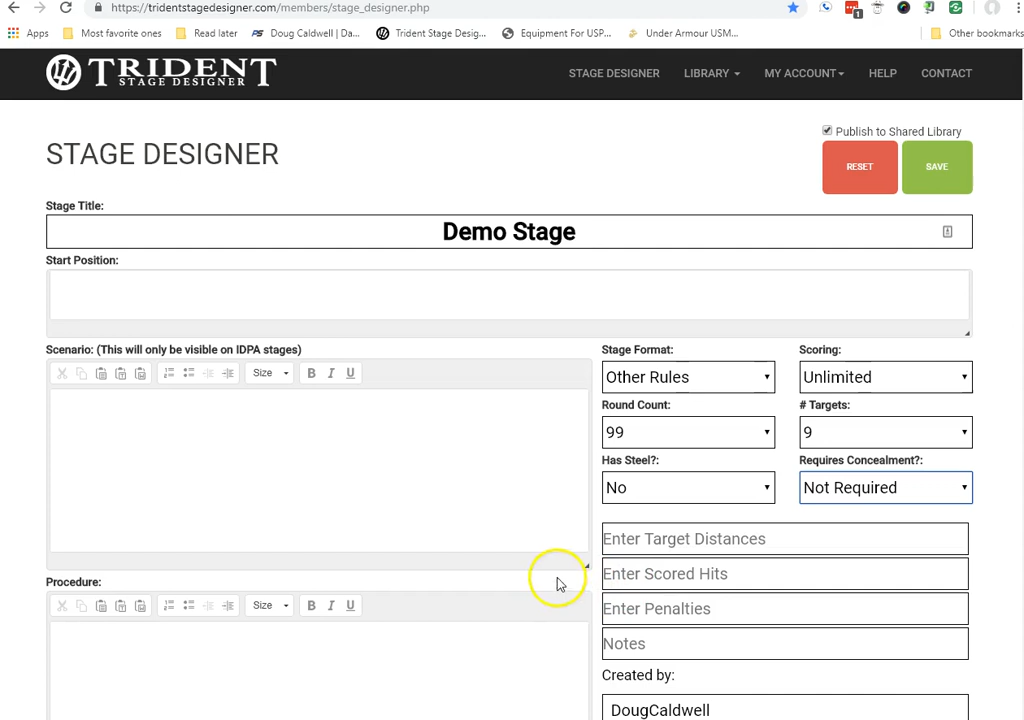 https://tridentstagedesigner.com/members/stage_designer.php
1
Apps Most favorite ones Read later Doug Caldwell | Da... Trident Stage Desig... Equipment For USP... Under Armour USM... Other bookmarks
TRIDENT
STAGE DESIGNER
STAGE DESIGNER LIBRARY MY ACCOUNT HELP CONTACT
Publish to Shared Library
STAGE DESIGNER
RESET SAVE
Stage Title:
Demo Stage
Start Position:
Scenario: (This will only be visible on IDPA stages)
Size B I U
Stage Format: Scoring:
Other Rules Unlimited
Round Count: # Targets:
99 9
Has Steel?: Requires Concealment?:
No Not Required
Enter Target Distances
Enter Scored Hits
Enter Penalties
Notes
Procedure:
Size B I U
Created by:
DougCaldwell